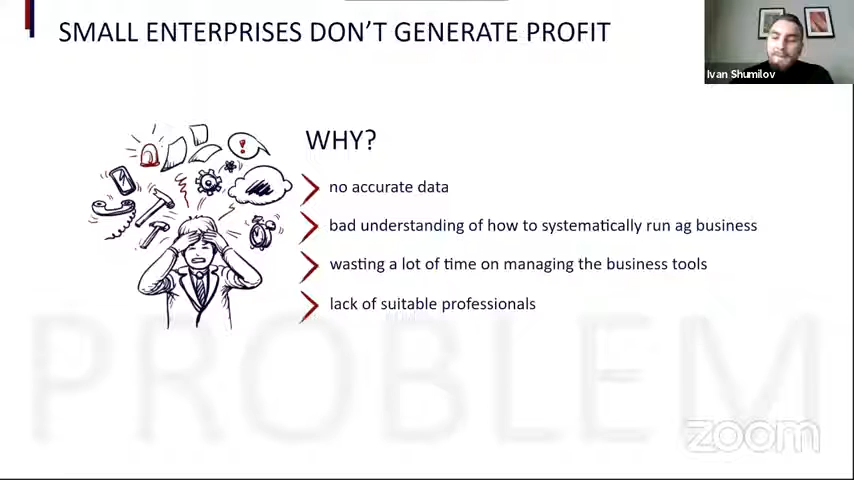 SMALL ENTERPRISES DON'T GENERATE PROFIT
Ivan Shumilov
WHY?
no accurate data
bad understanding of how to systematically run ag business
wasting a lot of time on managing the business tools
lack of suitable professionals
PROBLEM
zoom